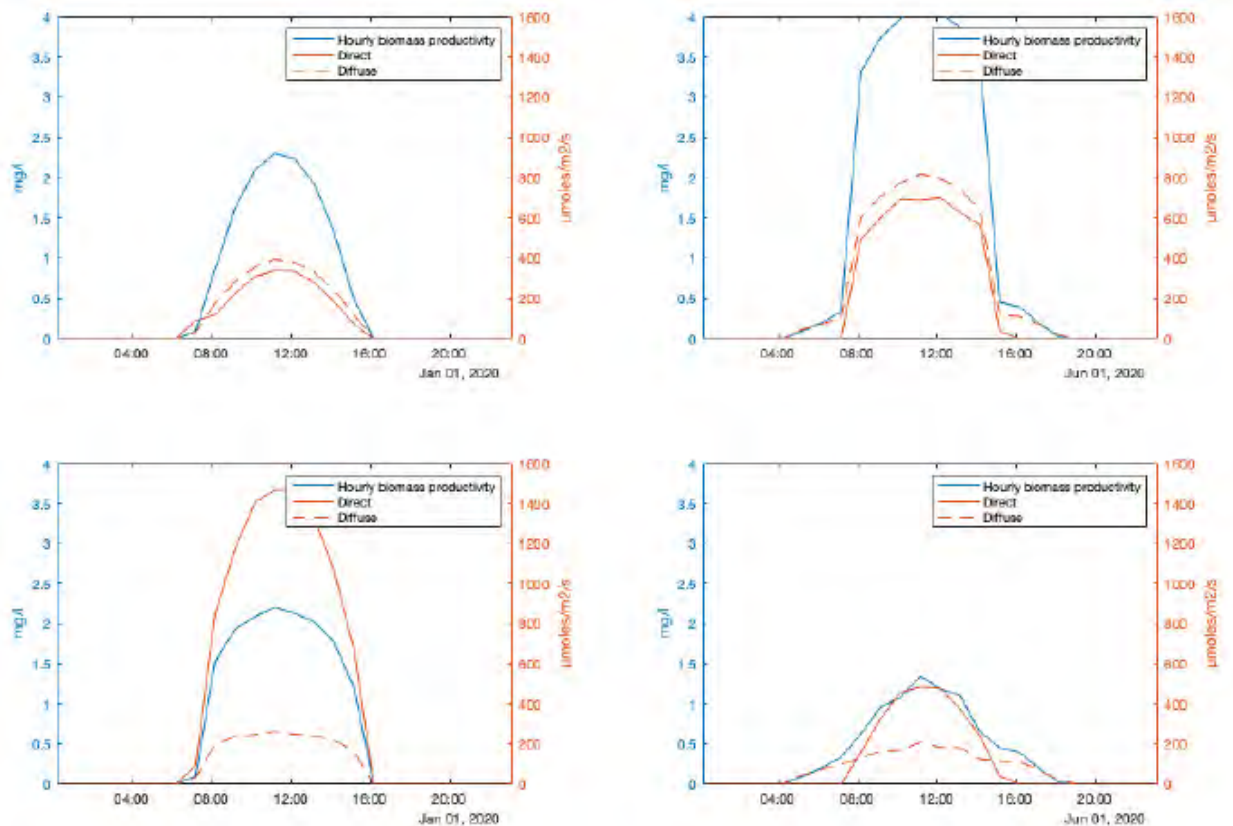 4
3.5
3
2.5
2
1.5
1
0.5
0
mg/l
1600
1400
1200
1000
800
600
400
200
0
µmoles/m2/s
Hourly biomass productivity
Direct
Diffuse
04:00 08:00 12:00 16:00 20:00
Jan 01, 2020
4
3.5
3
2.5
2
1.5
1
0.5
0
mg/l
1600
1400
1200
1000
800
600
400
200
0
µmoles/m2/s
Hourly biomass productivity
Direct
Diffuse
04:00 08:00 12:00 16:00 20:00
Jun 01, 2020
4
3.5
3
2.5
2
1.5
1
0.5
0
mg/l
1600
1400
1200
1000
800
600
400
200
0
µmoles/m2/s
Hourly biomass productivity
Direct
Diffuse
04:00 08:00 12:00 16:00 20:00
Jan 01, 2020
4
3.5
3
2.5
2
1.5
1
0.5
0
mg/l
1600
1400
1200
1000
800
600
400
200
0
µmoles/m2/s
Hourly biomass productivity
Direct
Diffuse
04:00 08:00 12:00 16:00 20:00
Jun 01, 2020